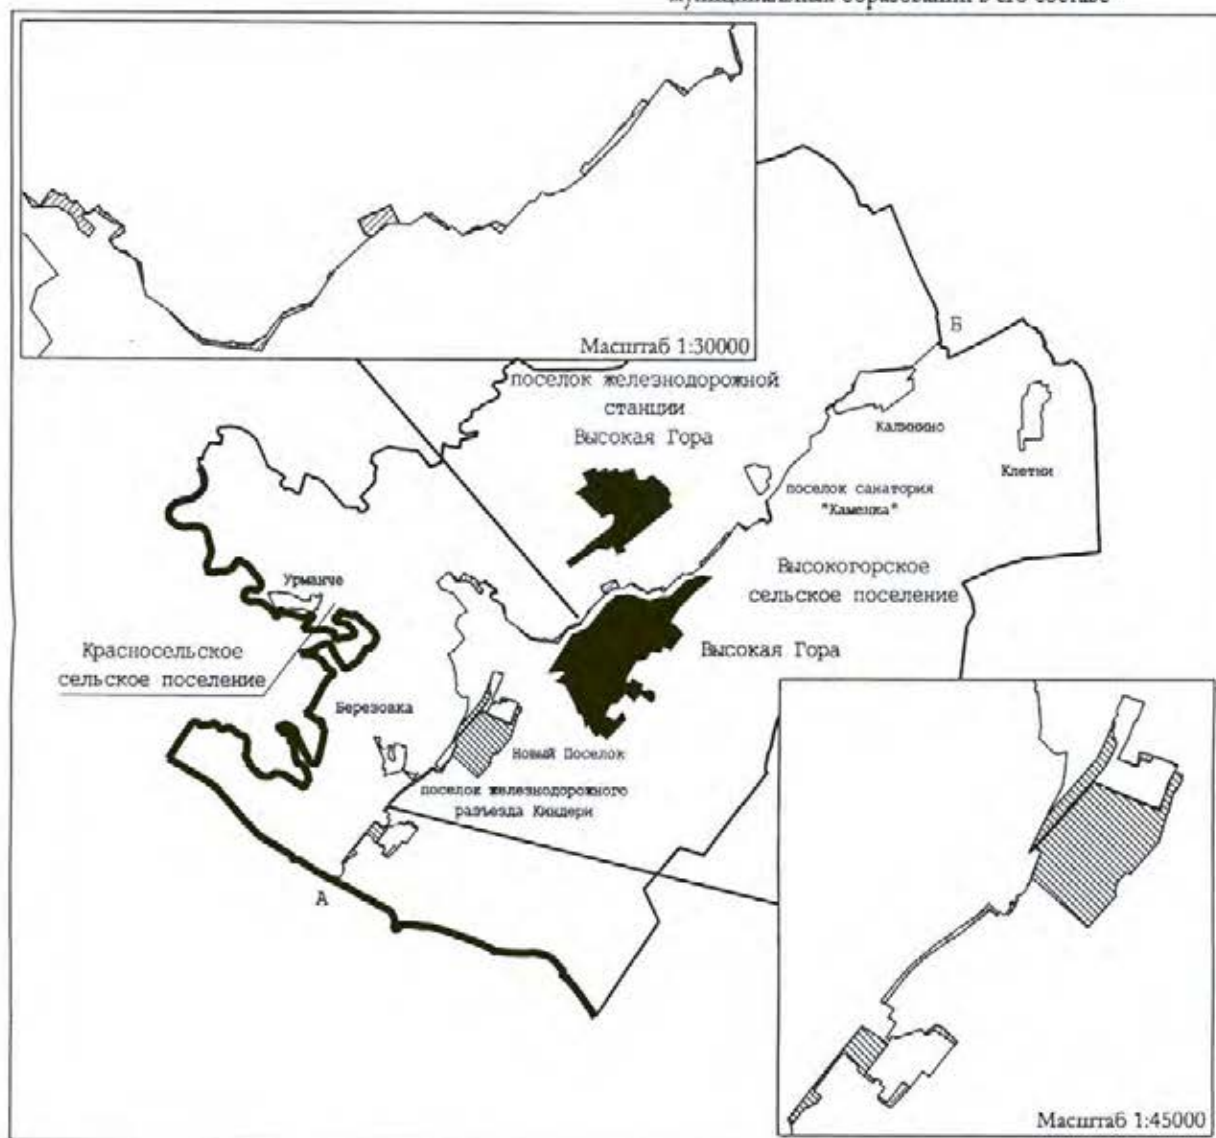 муниципальных образований в его составе
Масштаб 1:30000
Б
поселок железнодорожной
станции
Высокая Гора
Калинино
Клетни
поселок санатория
"Каменка"
Высокогорское
сельское поселение
Урманче
Красносельское
сельское поселение
Высокая Гора
Березовка
Новый Поселок
поселок железнодорожного
разъезда Киндери
А
Масштаб 1:45000